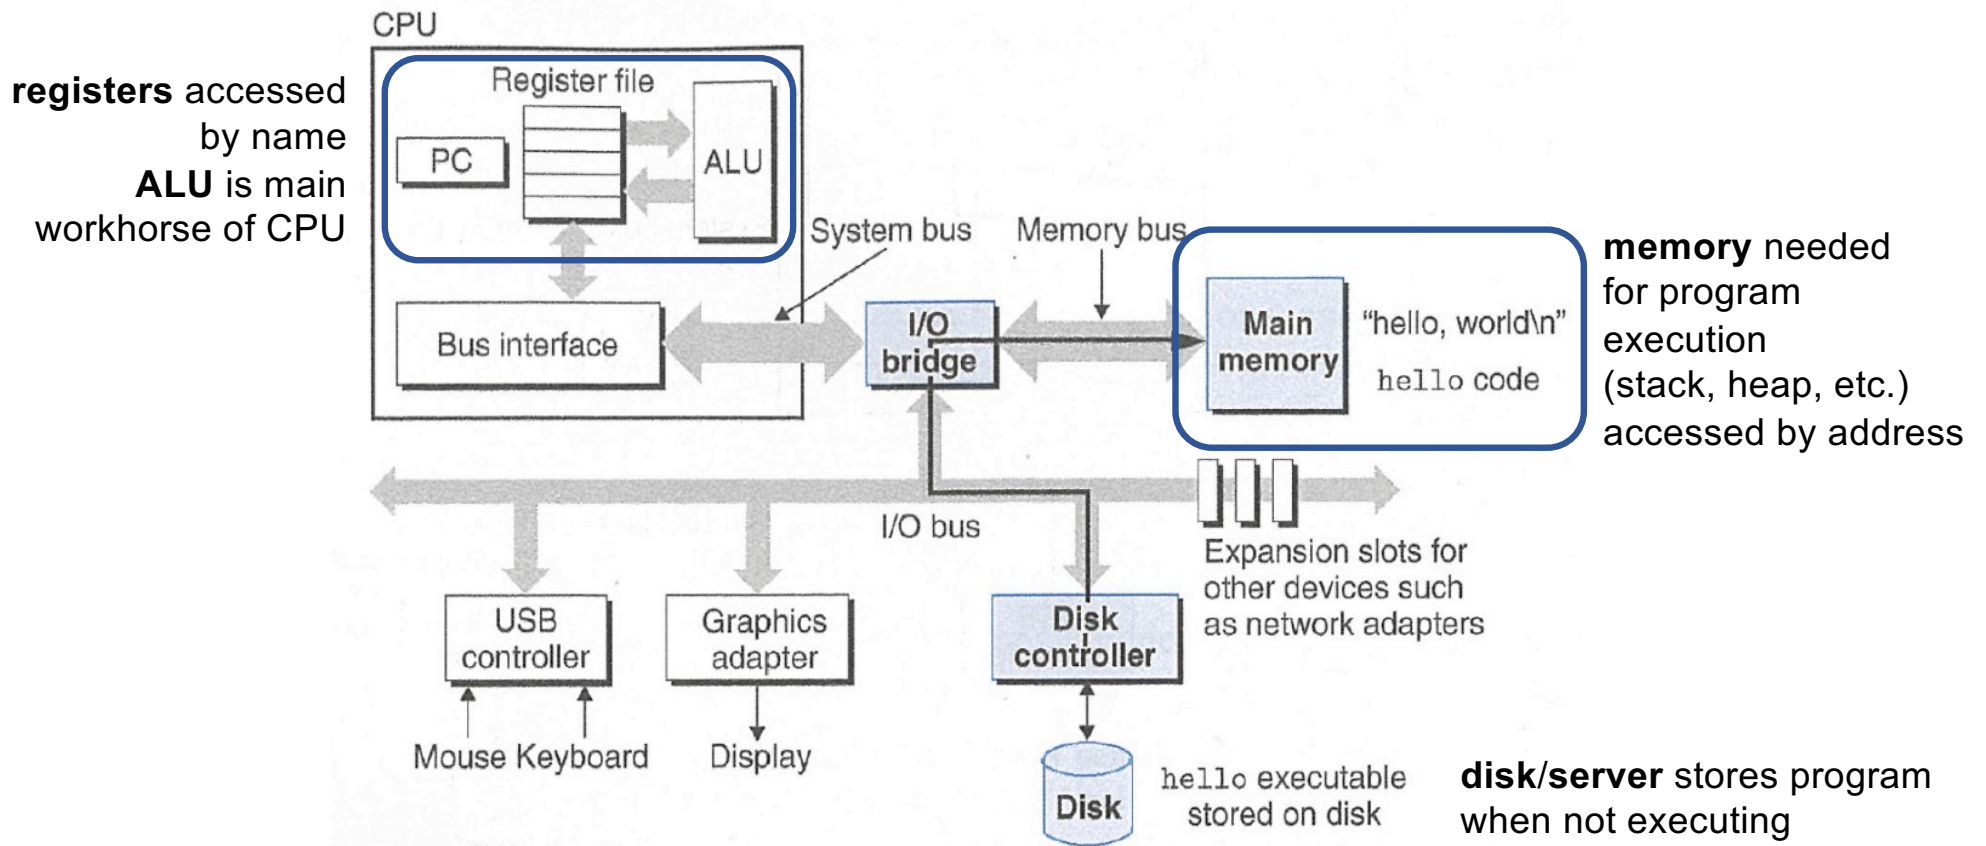 CPU
registers accessed
by name
ALU is main
workhorse of CPU
Register file
PC
ALU
System bus
Memory bus
Bus interface
I/O
bridge
Main
memory
“hello, world\n”
hello code
memory needed
for program
execution
(stack, heap, etc.)
accessed by address
I/O bus
Expansion slots for
other devices such
as network adapters
USB
controller
Graphics
adapter
Disk
controller
Mouse Keyboard
Display
Disk
hello executable
stored on disk
disk/server stores program
when not executing